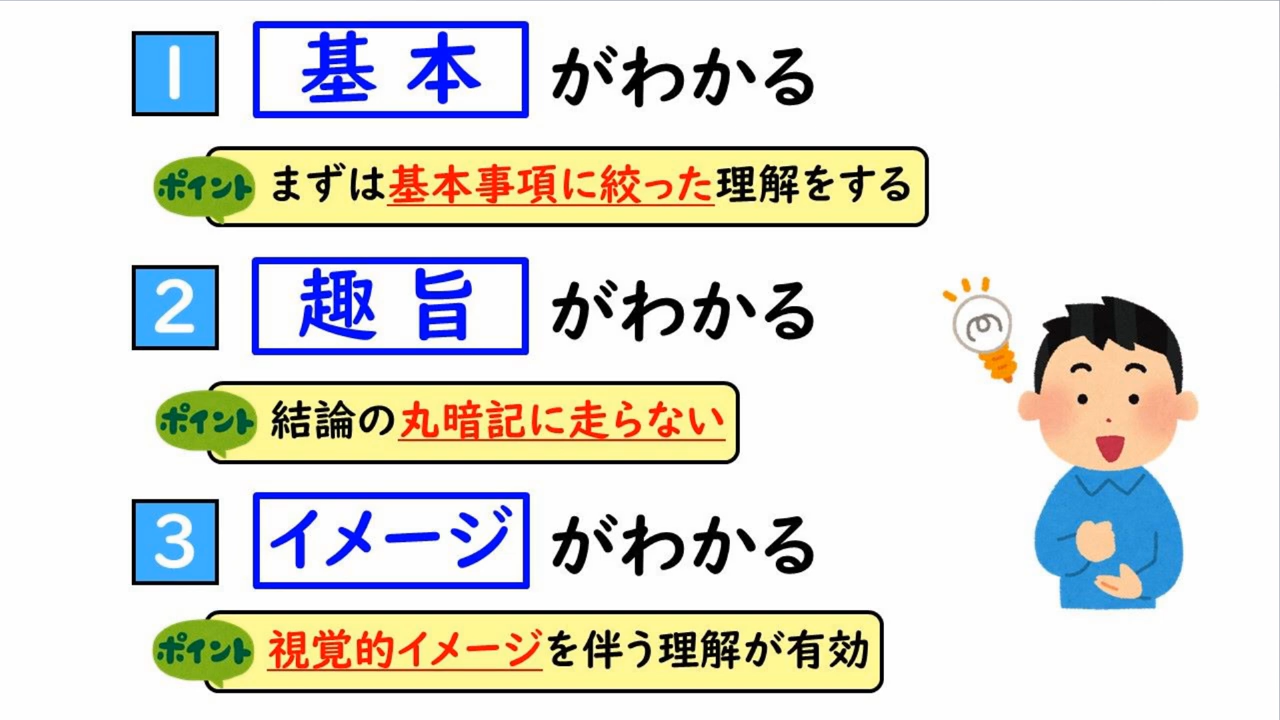 1 基本がわかる
ポイント まずは基本事項に絞った理解をする
2 趣旨がわかる
ポイント 結論の丸暗記に走らない
3 イメージがわかる
ポイント 視覚的イメージを伴う理解が有効